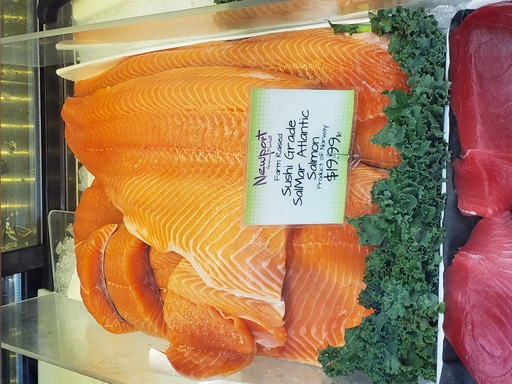 Newport
Farm Raised
Sushi Grade
SalMar Atlantic
Salmon
Product of Norway
$19.99lb